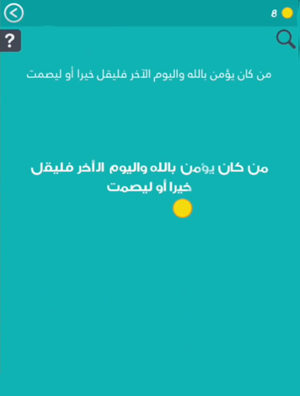 8
?
من كان يؤمن بالله واليوم الآخر فليقل خيرا أو ليصمت
من كان يؤمن بالله واليوم الأخر فليقل
خيرا أو ليصمت